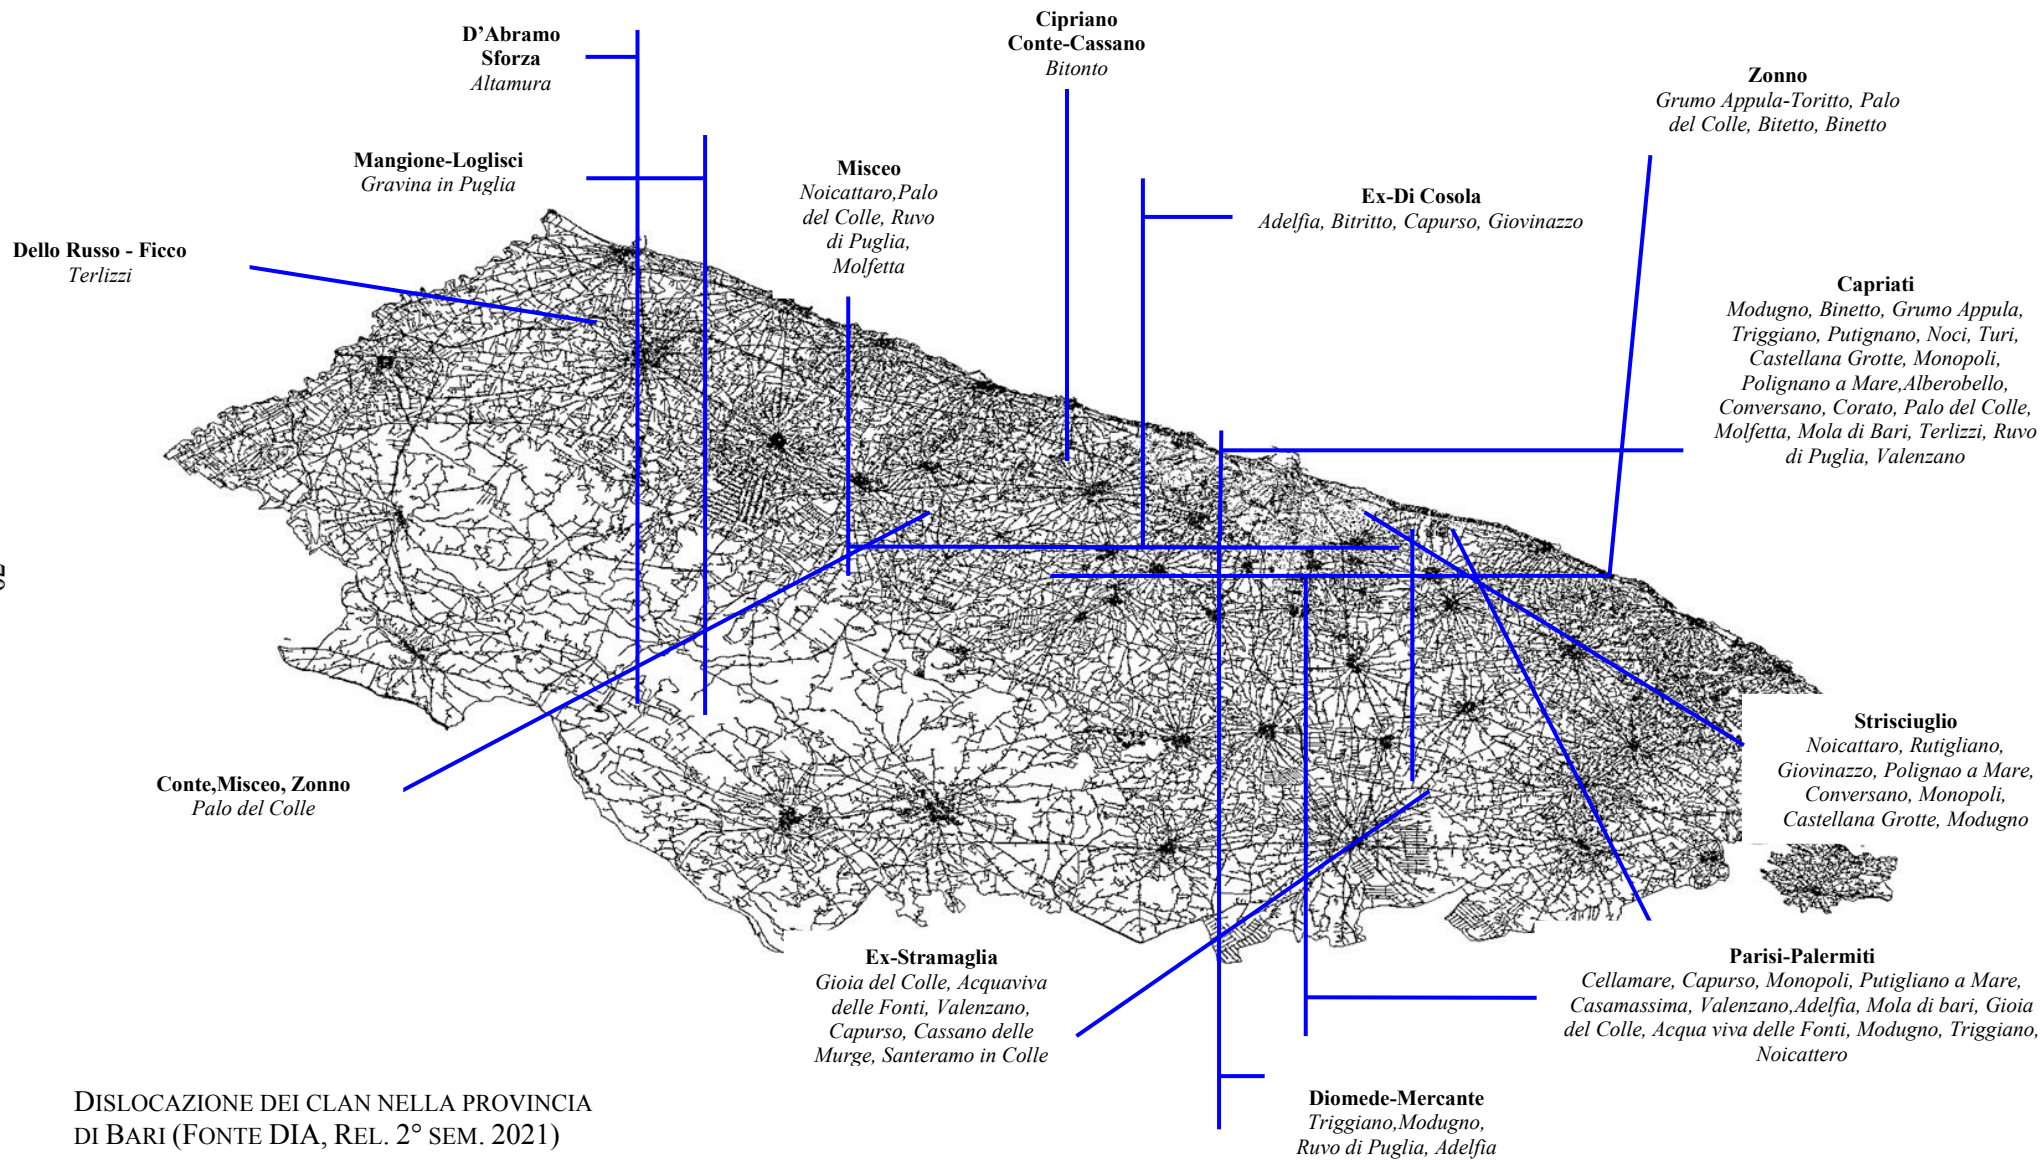 D'Abramo
Sforza
Altamura
Cipriano
Conte-Cassano
Bitonto
Zonno
Grumo Appula-Toritto, Palo
del Colle, Bitetto, Binetto
Mangione-Loglisci
Gravina in Puglia
Misceo
Noicattaro,Palo
del Colle, Ruvo
di Puglia,
Molfetta
Ex-Di Cosola
Adelfia, Bitritto, Capurso, Giovinazzo
Dello Russo - Ficco
Terlizzi
Capriati
Modugno, Binetto, Grumo Appula,
Triggiano, Putignano, Noci, Turi,
Castellana Grotte, Monopoli,
Polignano a Mare,Alberobello,
Conversano, Corato, Palo del Colle,
Molfetta, Mola di Bari, Terlizzi, Ruvo
di Puglia, Valenzano
Strisciuglio
Noicattaro, Rutigliano,
Giovinazzo, Polignao a Mare,
Conversano, Monopoli,
Castellana Grotte, Modugno
Conte,Misceo, Zonno
Palo del Colle
Ex-Stramaglia
Gioia del Colle, Acquaviva
delle Fonti, Valenzano,
Capurso, Cassano delle
Murge, Santeramo in Colle
Parisi-Palermiti
Cellamare, Capurso, Monopoli, Putigliano a Mare,
Casamassima, Valenzano,Adelfia, Mola di bari, Gioia
del Colle, Acqua viva delle Fonti, Modugno, Triggiano,
Noicattero
Diomede-Mercante
Triggiano,Modugno,
Ruvo di Puglia, Adelfia
DISLOCAZIONE DEI CLAN NELLA PROVINCIA
DI BARI (FONTE DIA, REL. 2° SEM. 2021)